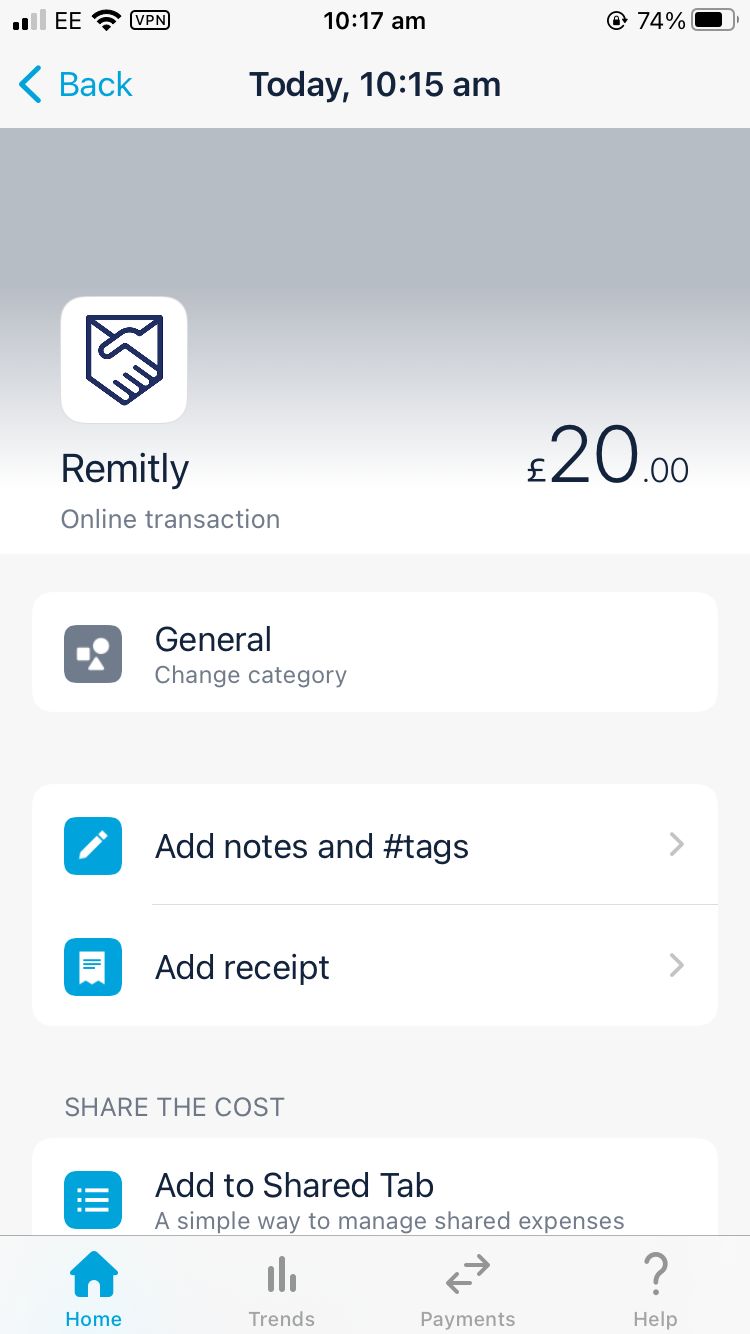 EE VPN 10:17 am 74%
Back Today, 10:15 am
Remitly £20.00
Online transaction
General
Change category
Add notes and #tags
Add receipt
SHARE THE COST
Add to Shared Tab
A simple way to manage shared expenses
Home Trends Payments Help